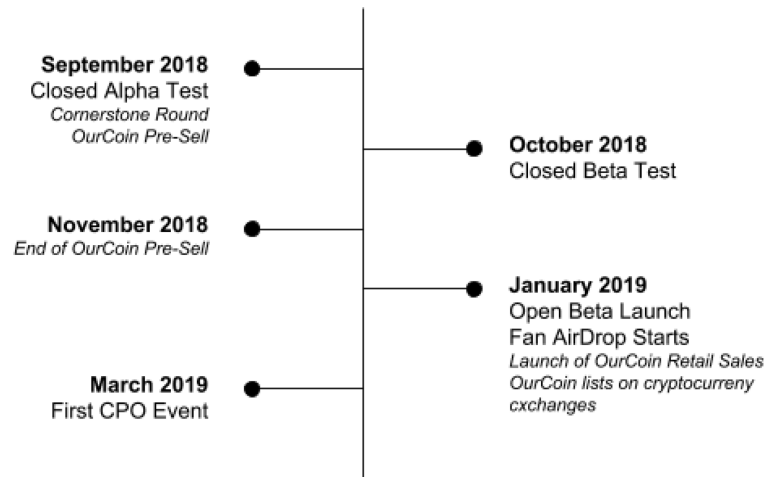 September 2018
Closed Alpha Test
Cornerstone Round
OurCoin Pre-Sell
October 2018
Closed Beta Test
November 2018
End of OurCoin Pre-Sell
January 2019
Open Beta Launch
Fan AirDrop Starts
Launch of OurCoin Retail Sales
OurCoin lists on cryptocurreny
cxchanges
March 2019
First CPO Event